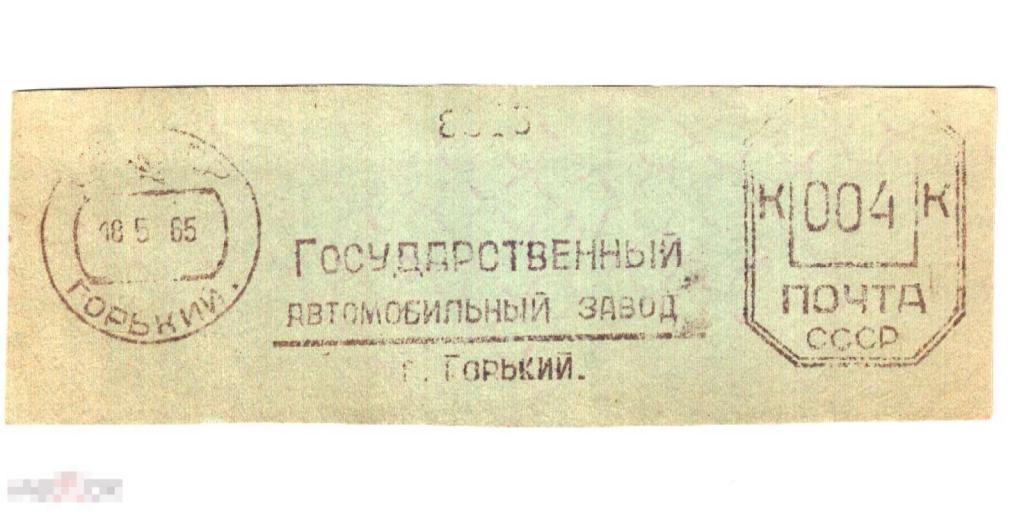 18 5 65
ГОРЬКИЙ.
ГОСУДАРСТВЕННЫЙ
АВТОМОБИЛЬНЫЙ ЗАВОД
г. ГОРЬКИЙ.
К 004 К
ПОЧТА
СССР